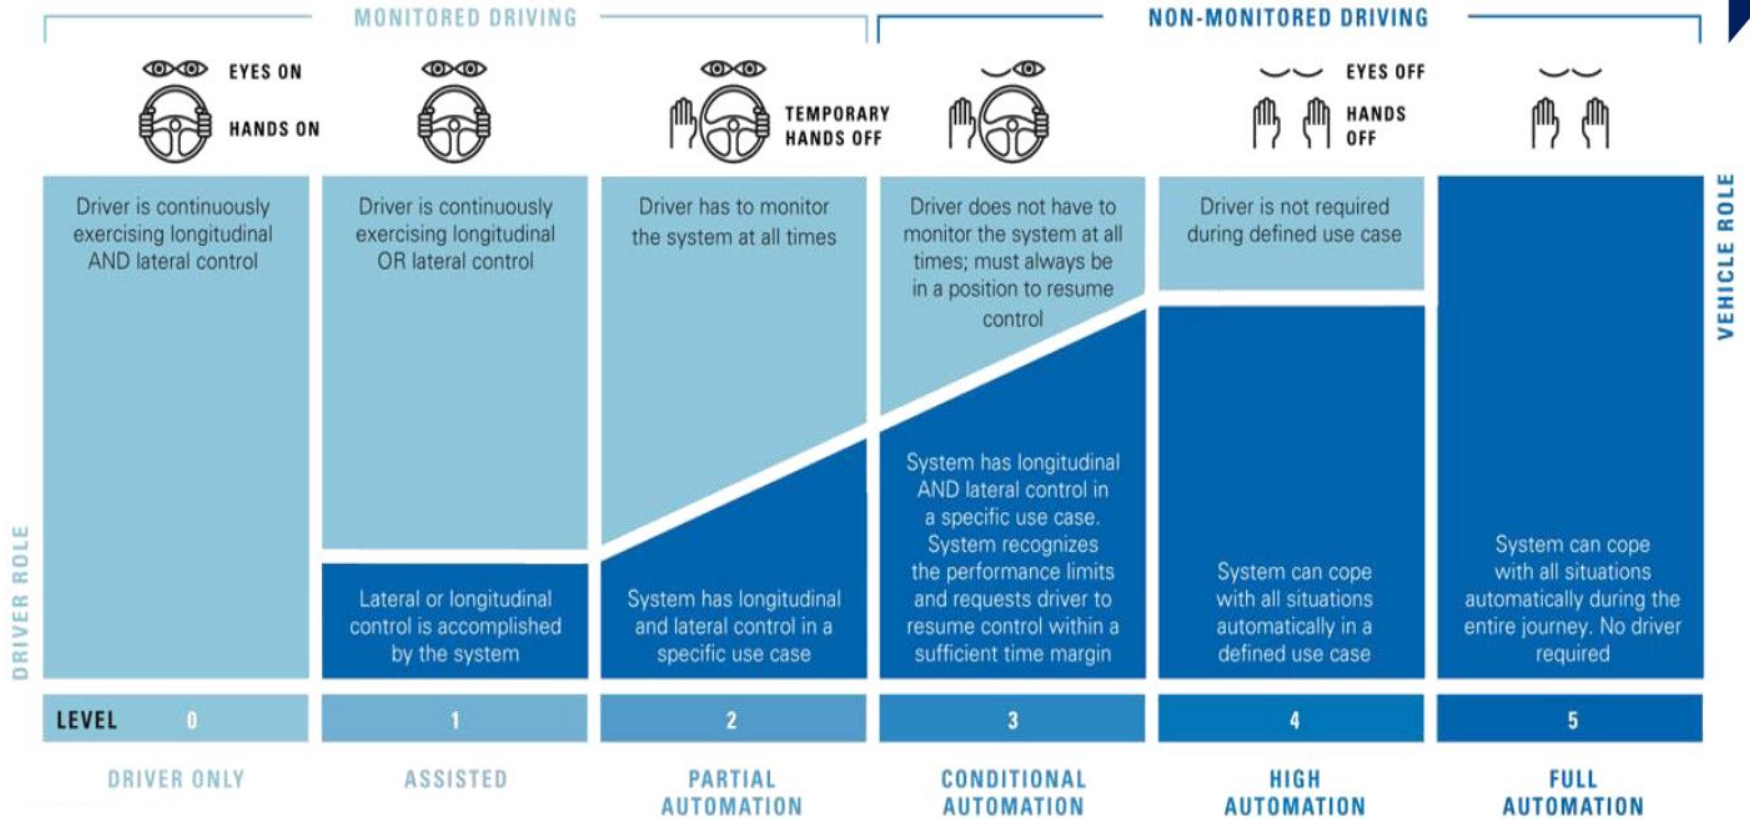 MONITORED DRIVING
NON-MONITORED DRIVING
EYES ON
HANDS ON
TEMPORARY
HANDS OFF
EYES OFF
HANDS
OFF
Driver is continuously
exercising longitudinal
AND lateral control
Driver is continuously
exercising longitudinal
OR lateral control
Driver has to monitor
the system at all times
Driver does not have to
monitor the system at all
times; must always be
in a position to resume
control
Driver is not required
during defined use case
VEHICLE ROLE
DRIVER ROLE
Lateral or longitudinal
control is accomplished
by the system
System has longitudinal
and lateral control in a
specific use case
System has longitudinal
AND lateral control in
a specific use case.
System recognizes
the performance limits
and requests driver to
resume control within a
sufficient time margin
System can cope
with all situations
automatically in a
defined use case
System can cope
with all situations
automatically during the
entire journey. No driver
required
LEVEL 0
1
2
3
4
5
DRIVER ONLY
ASSISTED
PARTIAL
AUTOMATION
CONDITIONAL
AUTOMATION
HIGH
AUTOMATION
FULL
AUTOMATION